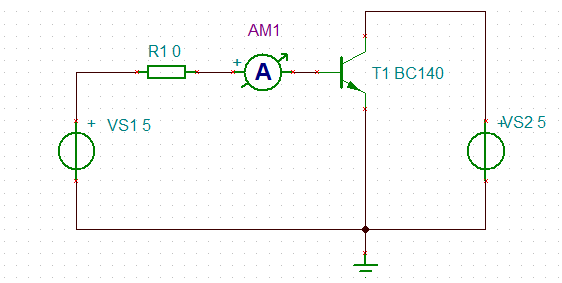 AM1
R1 0
+
A
T1 BC140
+
VS1 5
+
VS2 5